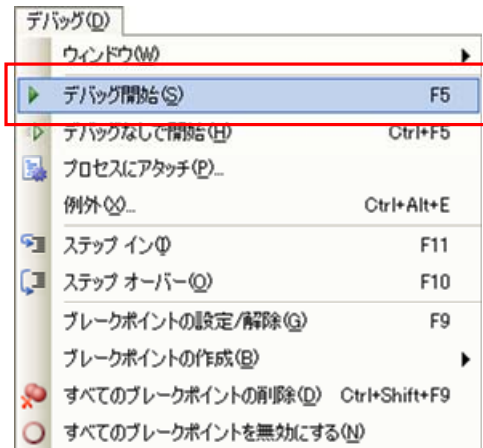 デバッグ(D)
ウィンドウ(W)
デバッグ開始(S) F5
デバッグなしで開始(H) Ctrl+F5
プロセスにアタッチ(P)...
例外(X)... Ctrl+Alt+E
ステップ イン(I) F11
ステップ オーバー(O) F10
ブレークポイントの設定/解除(G) F9
ブレークポイントの作成(B)
すべてのブレークポイントの削除(D) Ctrl+Shift+F9
すべてのブレークポイントを無効にする(N)